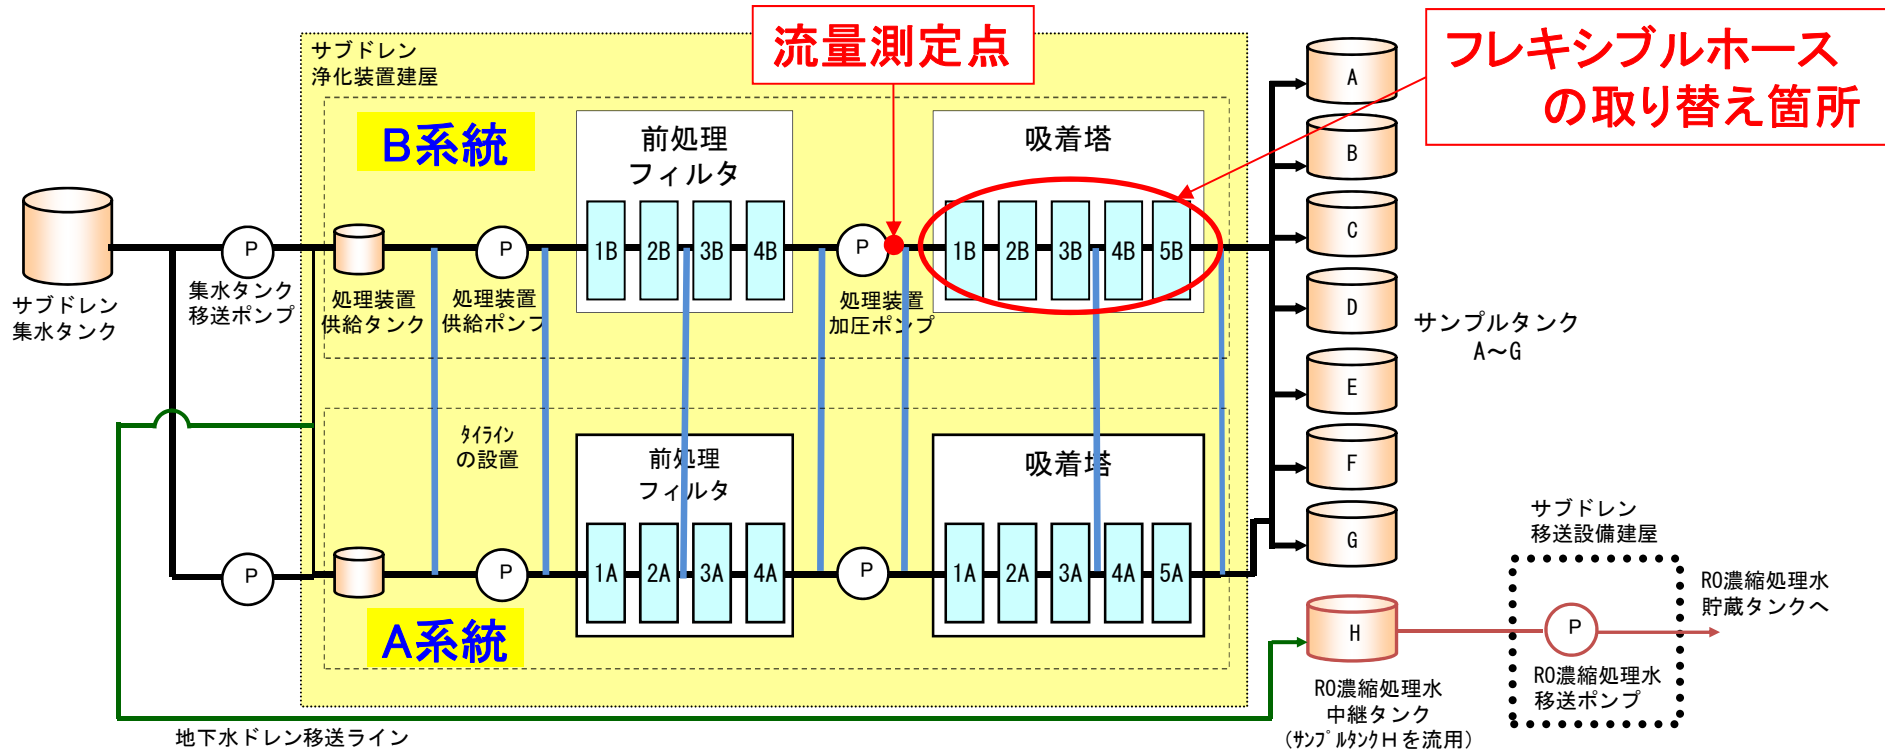 流量測定点
フレキシブルホース
の取り替え箇所
サブドレン
浄化装置建屋
B系統
前処理
フィルタ
吸着塔
1B
2B
3B
4B
1B
2B
3B
4B
5B
P
P
P
サブドレン
集水タンク
集水タンク
移送ポンプ
処理装置
供給タンク
処理装置
供給ポンプ
処理装置
加圧ポンプ
A
B
C
D
E
F
G
サンプルタンク
A～G
ﾀｲﾗｲﾝ
の設置
前処理
フィルタ
吸着塔
P
P
P
1A
2A
3A
4A
1A
2A
3A
4A
5A
A系統
サブドレン
移送設備建屋
H
P
RO濃縮処理水
貯蔵タンクへ
RO濃縮処理水
移送ポンプ
RO濃縮処理水
中継タンク
(ｻﾝﾌﾟﾙﾀﾝｸHを流用)
地下水ドレン移送ライン